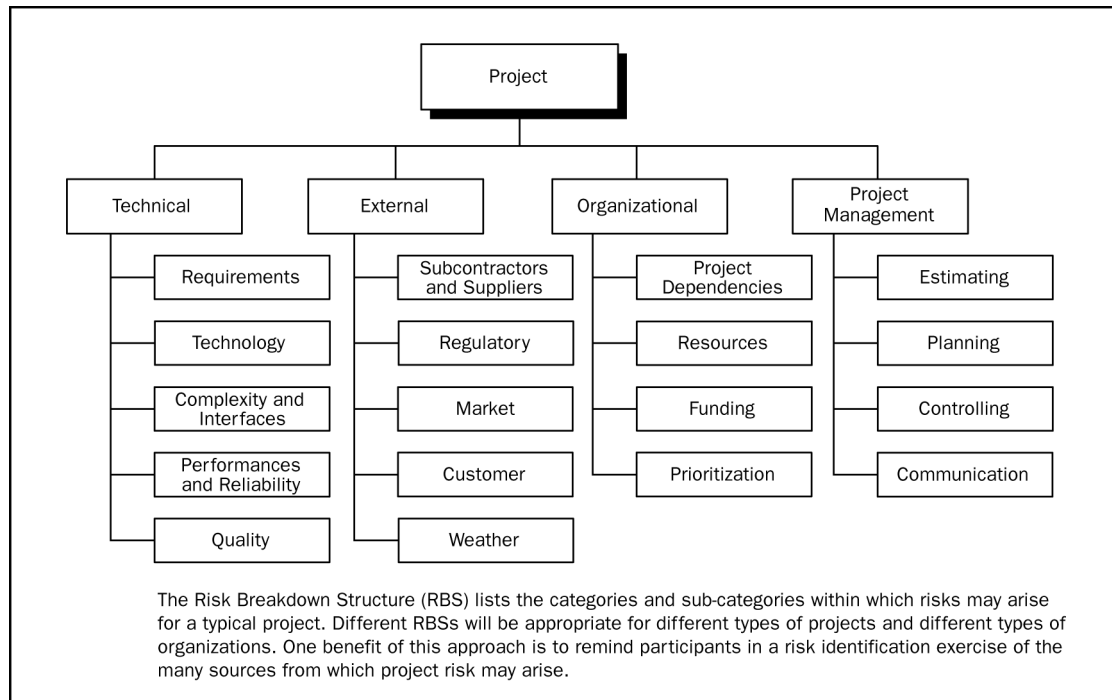 Project
Technical
External
Organizational
Project
Management
Requirements
Technology
Complexity and
Interfaces
Performances
and Reliability
Quality
Subcontractors
and Suppliers
Regulatory
Market
Customer
Weather
Project
Dependencies
Resources
Funding
Prioritization
Estimating
Planning
Controlling
Communication
The Risk Breakdown Structure (RBS) lists the categories and sub-categories within which risks may arise
for a typical project. Different RBSs will be appropriate for different types of projects and different types of
organizations. One benefit of this approach is to remind participants in a risk identification exercise of the
many sources from which project risk may arise.